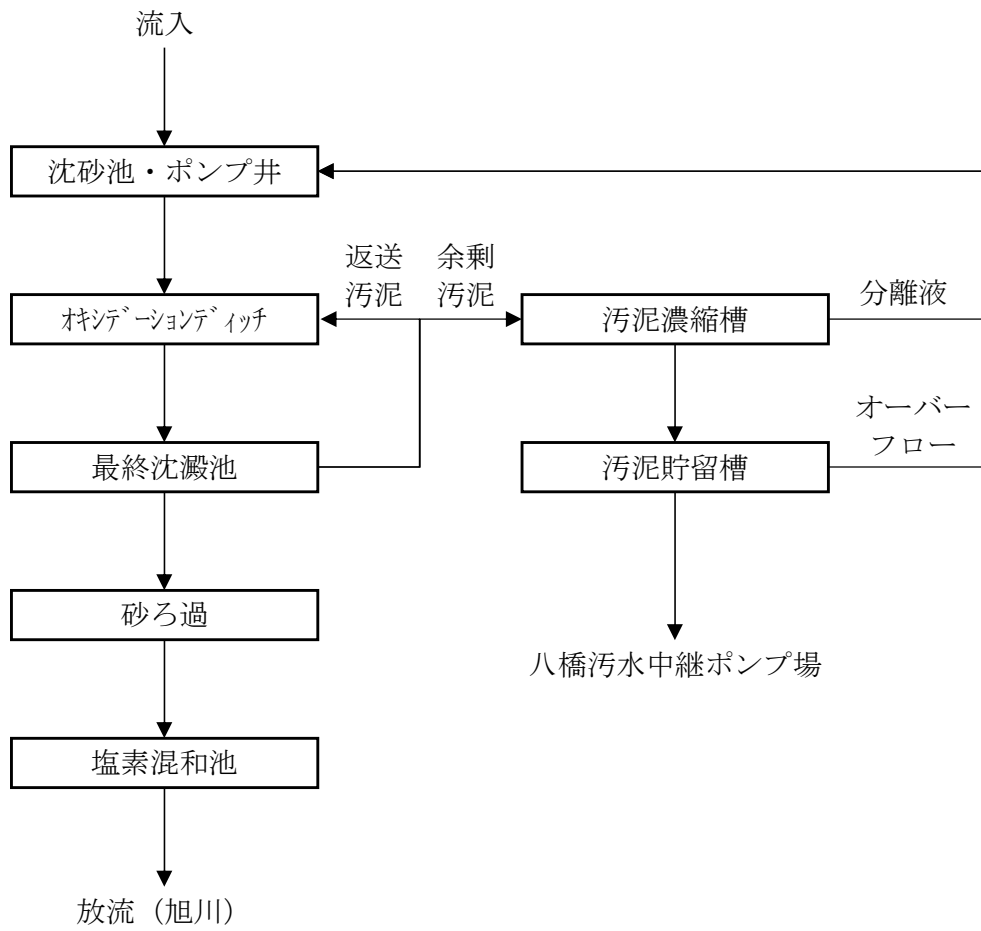 流入
沈砂池・ポンプ井
返送
汚泥
余剰
汚泥
オキシデーションディッチ
汚泥濃縮槽
分離液
オーバー
フロー
最終沈澱池
汚泥貯留槽
砂ろ過
八橋汚水中継ポンプ場
塩素混和池
放流（旭川）